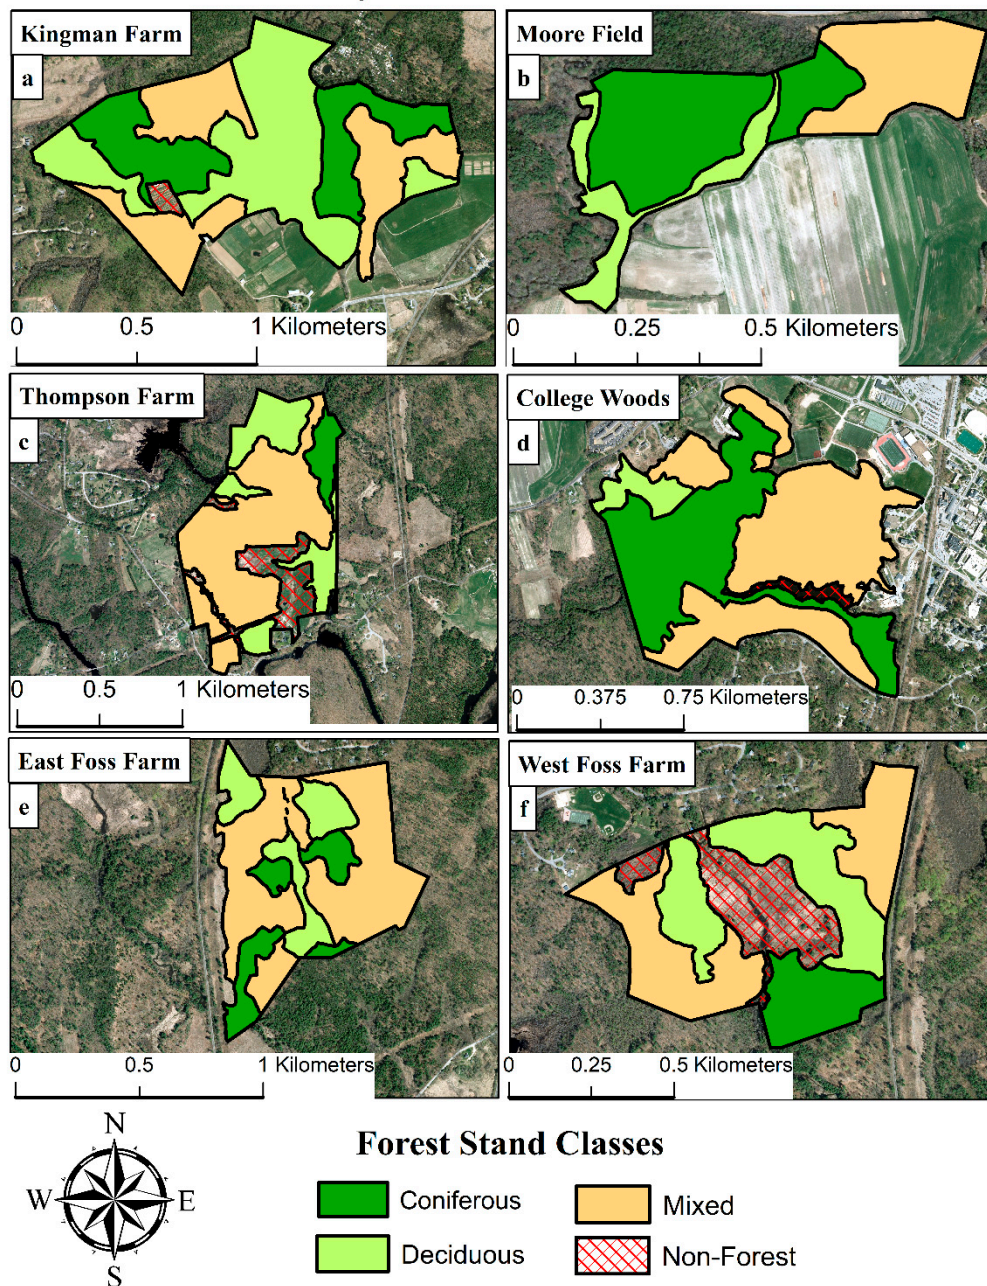 Kingman Farm
a
0 0.5 1 Kilometers
Moore Field
b
0 0.25 0.5 Kilometers
Thompson Farm
c
0 0.5 1 Kilometers
College Woods
d
0 0.375 0.75 Kilometers
East Foss Farm
e
0 0.5 1 Kilometers
West Foss Farm
f
0 0.25 0.5 Kilometers
N
W E
S
Forest Stand Classes
Coniferous Mixed
Deciduous Non-Forest